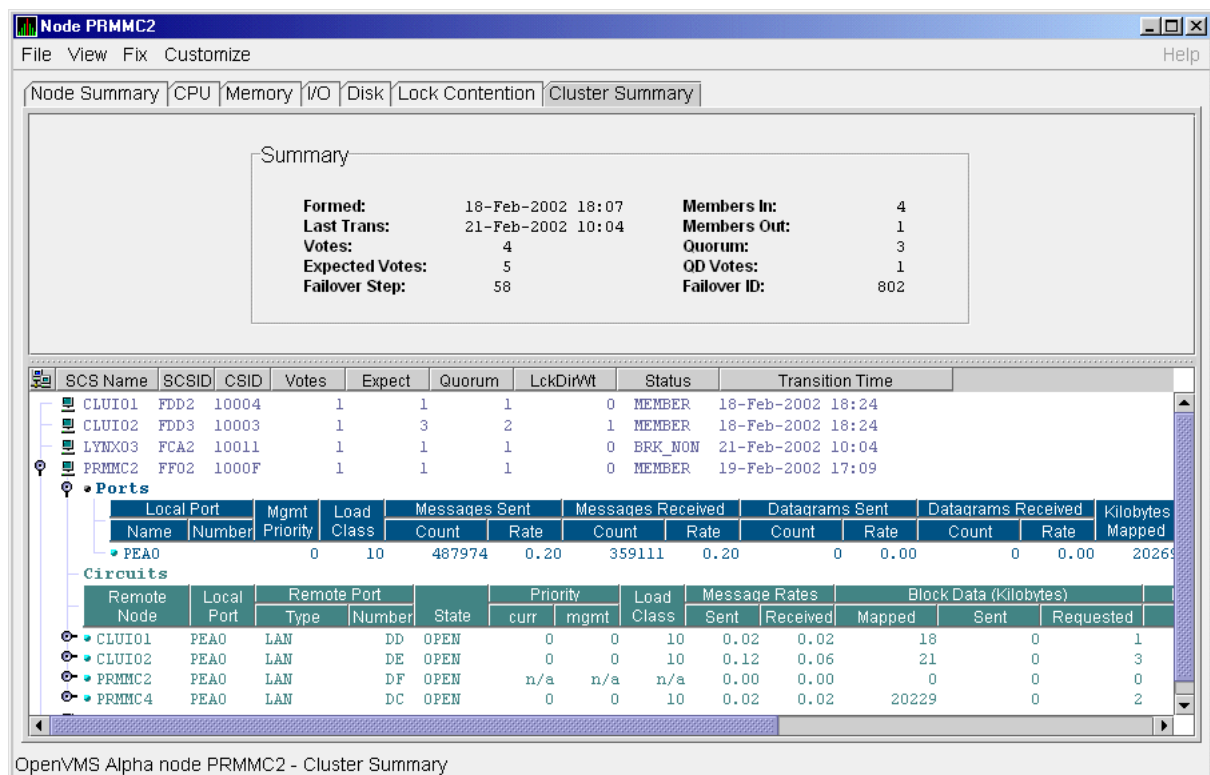 Node PRMMC2
File View Fix Customize Help
Node Summary CPU Memory I/O Disk Lock Contention Cluster Summary
Summary
Formed: 18-Feb-2002 18:07 Members In: 4
Last Trans: 21-Feb-2002 10:04 Members Out: 1
Votes: 4 Quorum: 3
Expected Votes: 5 QD Votes: 1
Failover Step: 58 Failover ID: 802
SCS Name SCSID CSID Votes Expect Quorum LckDirWt Status Transition Time
CLUI01 FDD2 10004 1 1 1 0 MEMBER 18-Feb-2002 18:24
CLUI02 FDD3 10003 1 3 2 1 MEMBER 18-Feb-2002 18:24
LYNX03 FCA2 10011 1 1 1 0 BRK_NON 21-Feb-2002 10:04
PRMMC2 FF02 1000F 1 1 1 0 MEMBER 19-Feb-2002 17:09
Ports
Local Port Mgmt Load Messages Sent Messages Received Datagrams Sent Datagrams Received Kilobytes
Name Number Priority Class Count Rate Count Rate Count Rate Count Rate Mapped
PEA0 0 10 487974 0.20 359111 0.20 0 0.00 0 0.00 20269
Circuits
Remote Local Remote Port Priority Load Message Rates Block Data (Kilobytes)
Node Port Type Number State curr mgmt Class Sent Received Mapped Sent Requested
CLUI01 PEA0 LAN DD OPEN 0 0 10 0.02 0.02 18 0 1
CLUI02 PEA0 LAN DE OPEN 0 0 10 0.12 0.06 21 0 3
PRMMC2 PEA0 LAN DF OPEN n/a n/a n/a 0.00 0.00 0 0 0
PRMMC4 PEA0 LAN DC OPEN 0 0 10 0.02 0.02 20229 0 2
OpenVMS Alpha node PRMMC2 - Cluster Summary